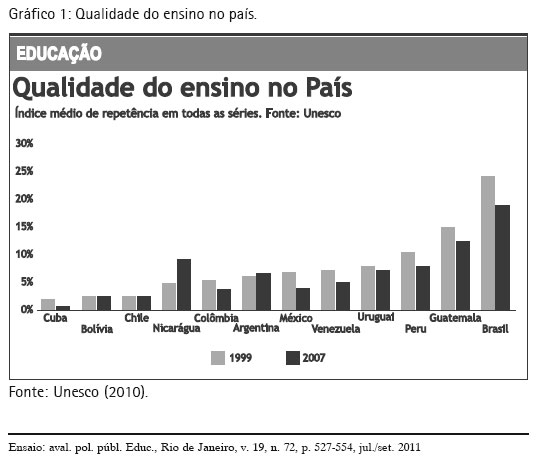 Gráfico 1: Qualidade do ensino no país.
EDUCAÇÃO
Qualidade do ensino no País
Índice médio de repetência em todas as séries. Fonte: Unesco
30%
25%
20%
15%
10%
5%
0%
Cuba
Bolívia
Chile
Nicarágua
Colômbia
Argentina
México
Venezuela
Uruguai
Peru
Guatemala
Brasil
1999
2007
Fonte: Unesco (2010).
Ensaio: aval. pol. públ. Educ., Rio de Janeiro, v. 19, n. 72, p. 527-554, jul./set. 2011